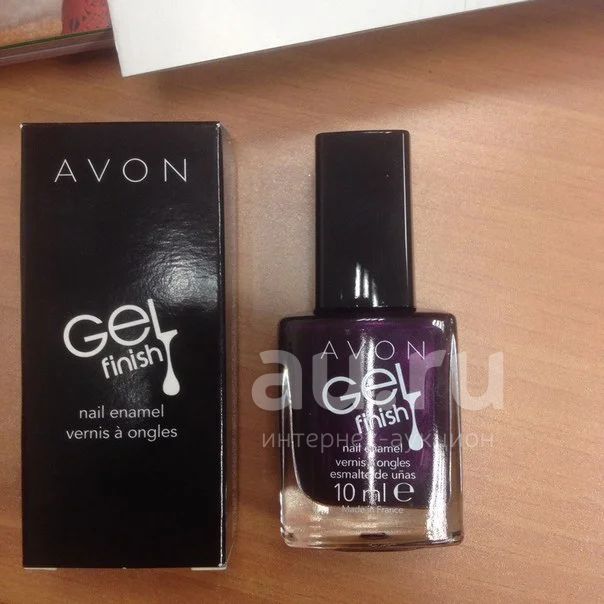 AVON
GEL
finish
nail enamel
vernis à ongles
AVON
GEL
finish
nail enamel
vernis à ongles
esmalte de uñas
10 ml e
Made in France
au.ru
интернет-аукцион